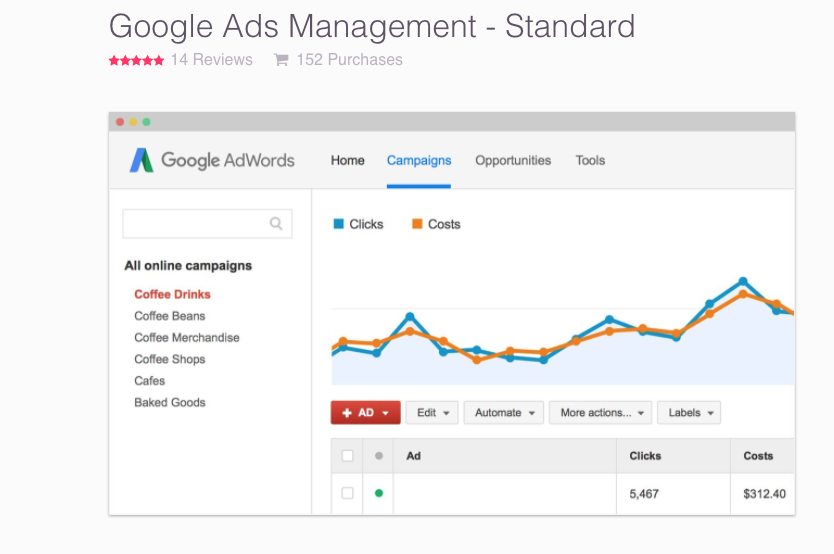 Google Ads Management - Standard
14 Reviews 152 Purchases
Google AdWords Home Campaigns Opportunities Tools
Clicks Costs
All online campaigns
Coffee Drinks
Coffee Beans
Coffee Merchandise
Coffee Shops
Cafes
Baked Goods
+ AD Edit Automate More actions... Labels
Ad Clicks Costs
5,467 $312.40